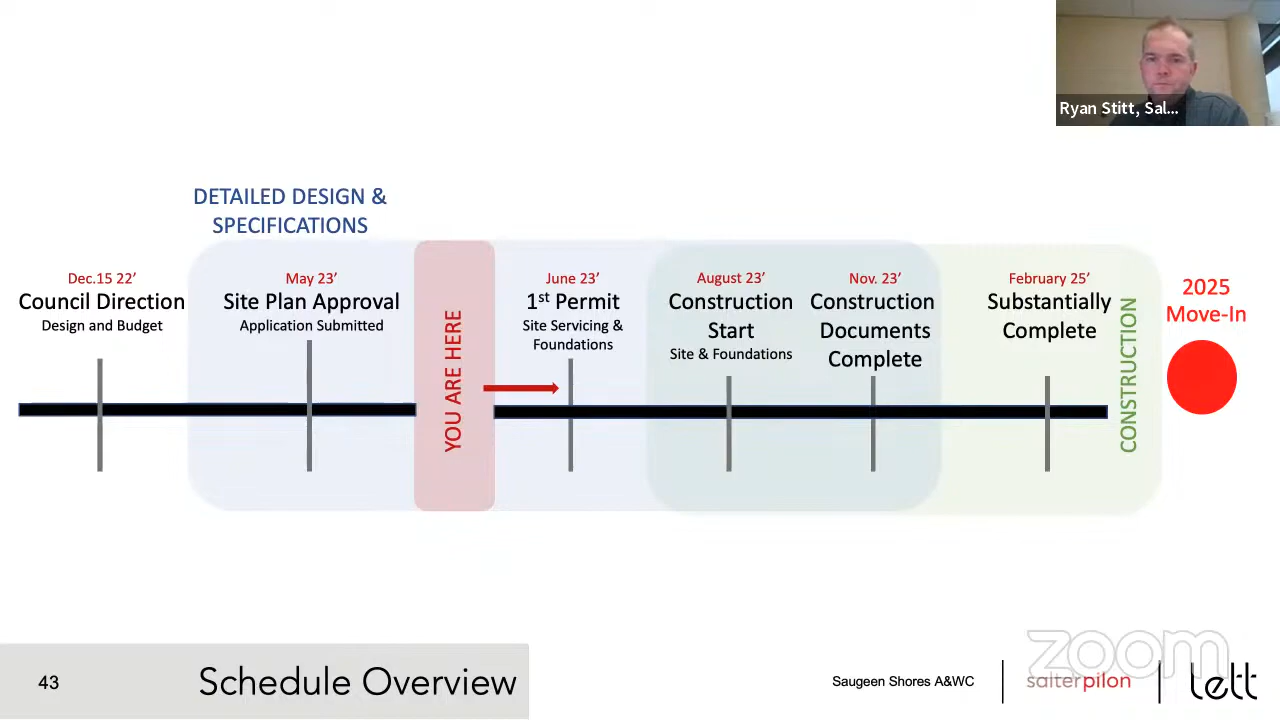 Ryan Stitt, Sal...
DETAILED DESIGN &
SPECIFICATIONS
Dec.15 22’
Council Direction
Design and Budget
May 23’
Site Plan Approval
Application Submitted
YOU ARE HERE
June 23’
1st Permit
Site Servicing &
Foundations
August 23’
Construction
Start
Site & Foundations
Nov. 23’
Construction
Documents
Complete
February 25’
Substantially
Complete
CONSTRUCTION
2025
Move-In
43
Schedule Overview
Saugeen Shores A&WC
salterpilon
lett
zoom